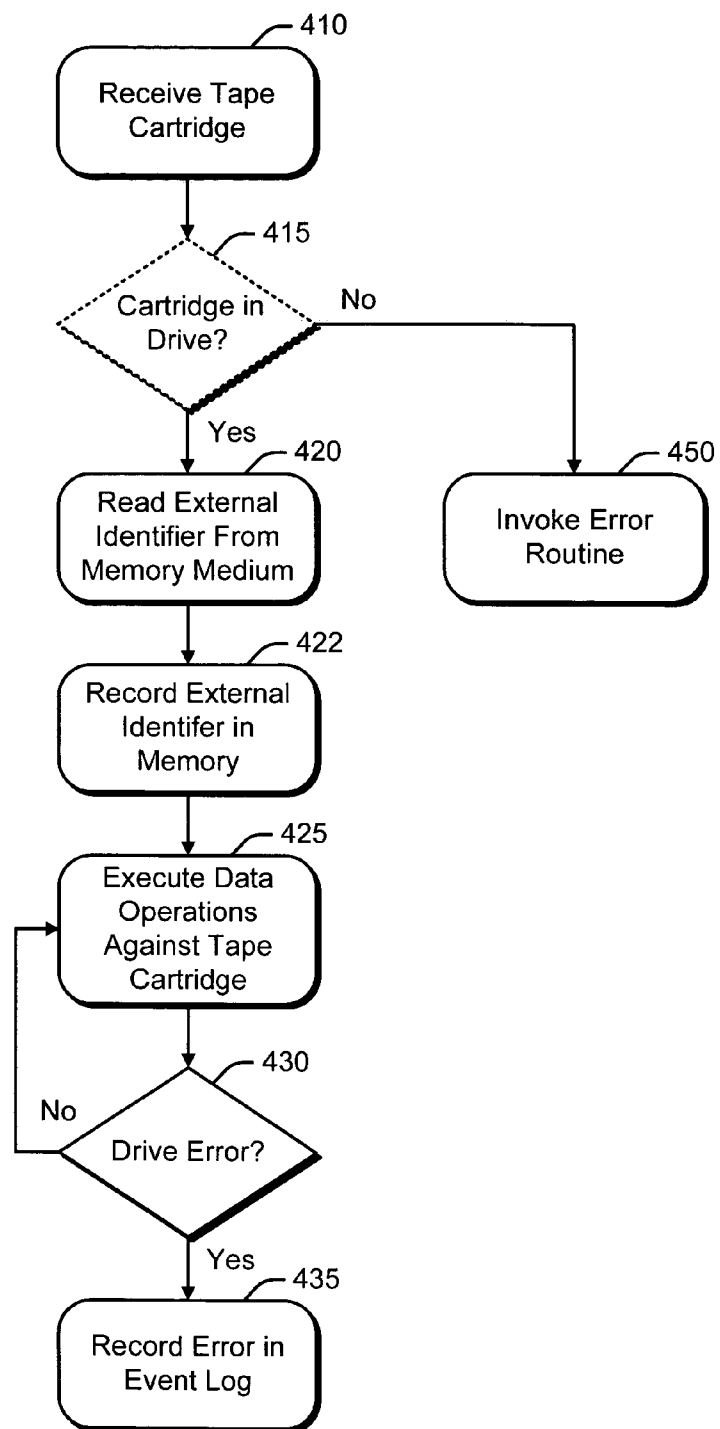 410
Receive Tape
Cartridge
415
Cartridge in
Drive?
No
Yes
420
Read External
Identifier From
Memory Medium
450
Invoke Error
Routine
422
Record External
Identifer in
Memory
425
Execute Data
Operations
Against Tape
Cartridge
430
No
Drive Error?
Yes
435
Record Error in
Event Log